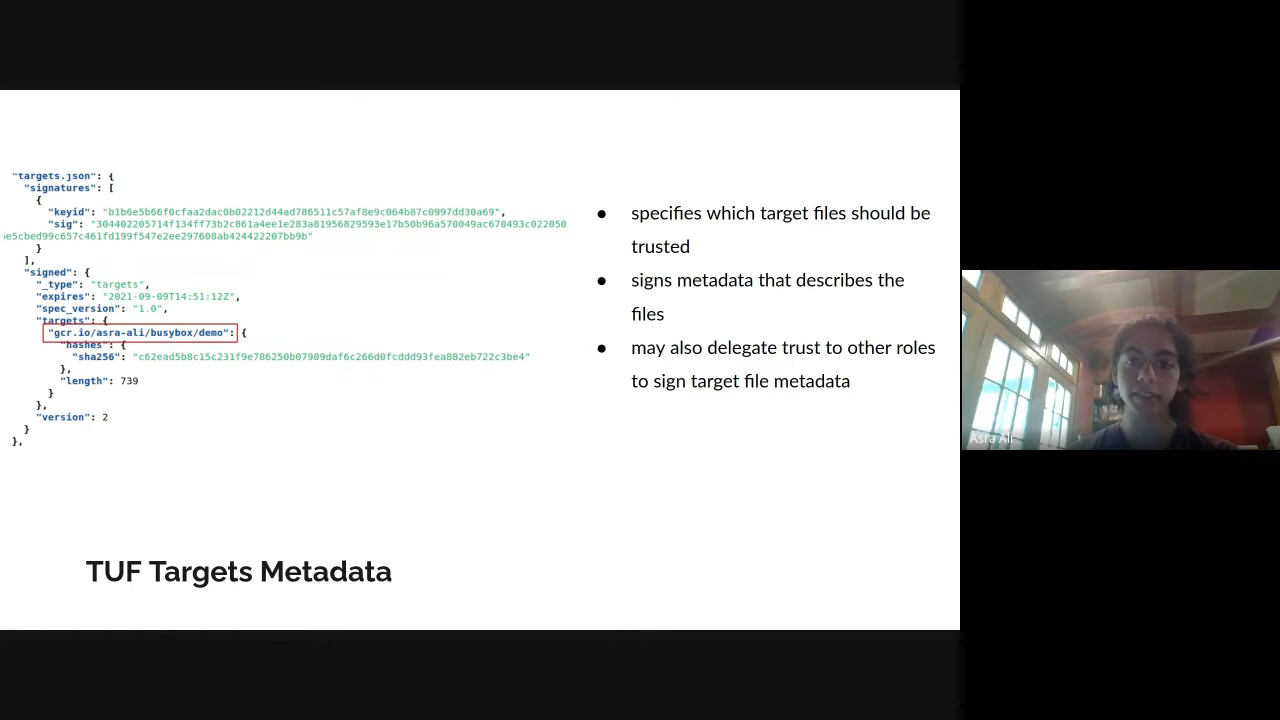 "targets.json": {
"signatures": [
{
"keyid": "b1b6e5b66f0cfaa2dac0b02212d44ad786511c57af8e9c064b87c0997dd30a69",
"sig": "304402205714f134ff73b2c861a4ee1e283a81956829593e17b50b96a570049ac670493c022050
be5cbed99c657c461fd199f547e2ee297608ab424422207bb9b"
}
],
"signed": {
"_type": "targets",
"expires": "2021-09-09T14:51:12Z",
"spec_version": "1.0",
"targets": {
"gcr.io/asra-ali/busybox/demo": {
"hashes": {
"sha256": "c62ead5b8c15c231f9e786250b07909daf6c266d0fcddd93fea882eb722c3be4"
},
"length": 739
}
},
"version": 2
}
},
● specifies which target files should be
trusted
● signs metadata that describes the
files
● may also delegate trust to other roles
to sign target file metadata
TUF Targets Metadata
Asra Ali